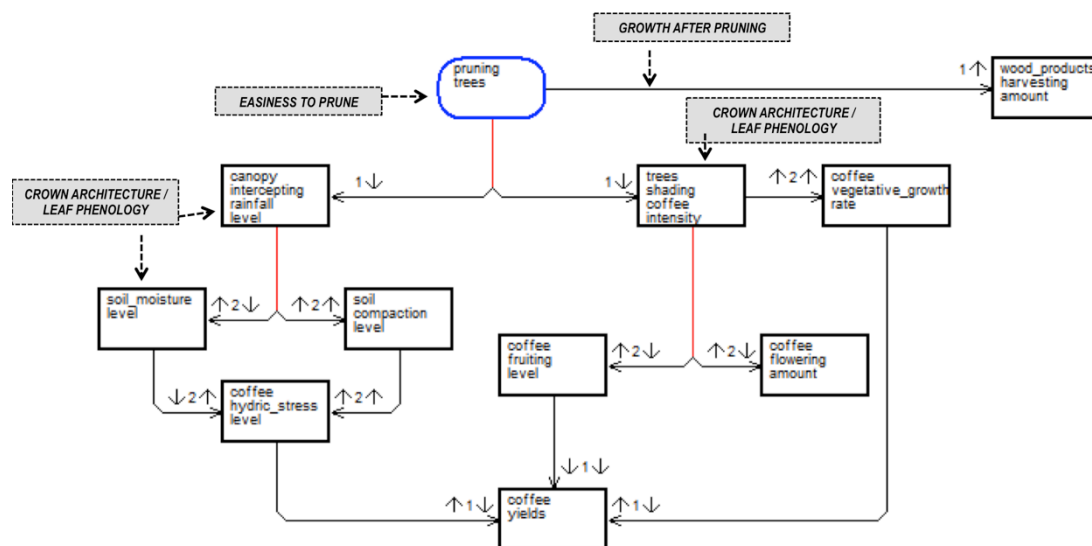 GROWTH AFTER PRUNING
pruning
trees
1↑
wood_products
harvesting
amount
EASINESS TO PRUNE
CROWN ARCHITECTURE /
LEAF PHENOLOGY
CROWN ARCHITECTURE /
LEAF PHENOLOGY
canopy
intercepting
rainfall
level
1↓
1↓
trees
shading
coffee
intensity
↑2↑
coffee
vegetative_growth
rate
soil_moisture
level
↑2↓
↑2↑
soil
compaction
level
coffee
fruiting
level
↑2↓
↑2↓
coffee
flowering
amount
↓2↑
coffee
hydric_stress
level
↑2↑
↓1↓
↑1↓
coffee
yields
↑1↓